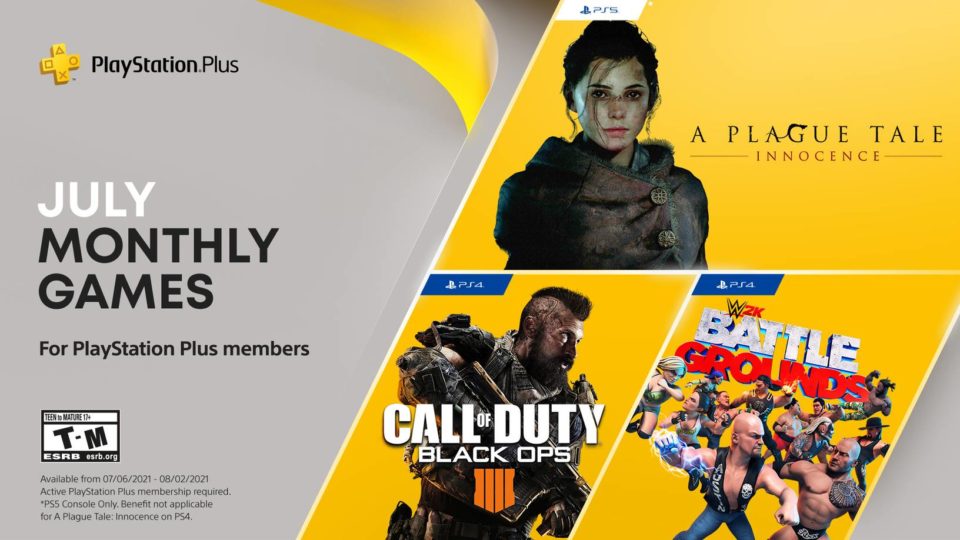 PlayStation.Plus
JULY
MONTHLY
GAMES
For PlayStation Plus members
TEEN to MATURE 17+
T-M
ESRB esrb.org
Available from 07/06/2021 - 08/02/2021
Active PlayStation Plus membership required.
*PS5 Console Only. Benefit not applicable
for A Plague Tale: Innocence on PS4.
PS5
A PLAGUE TALE
INNOCENCE
PS4
CALL OF DUTY
BLACK OPS
IIII
PS4
W2K
BATTLE
GROUNDS